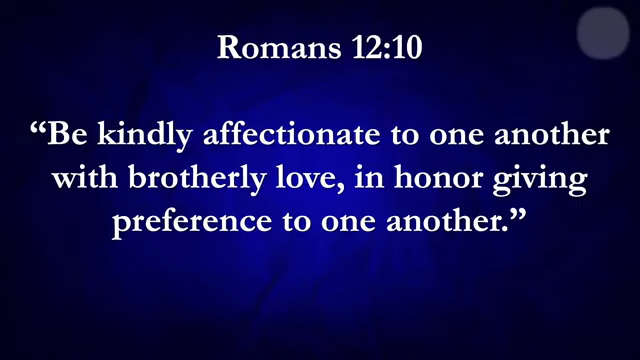 Romans 12:10
“Be kindly affectionate to one another
with brotherly love, in honor giving
preference to one another.”